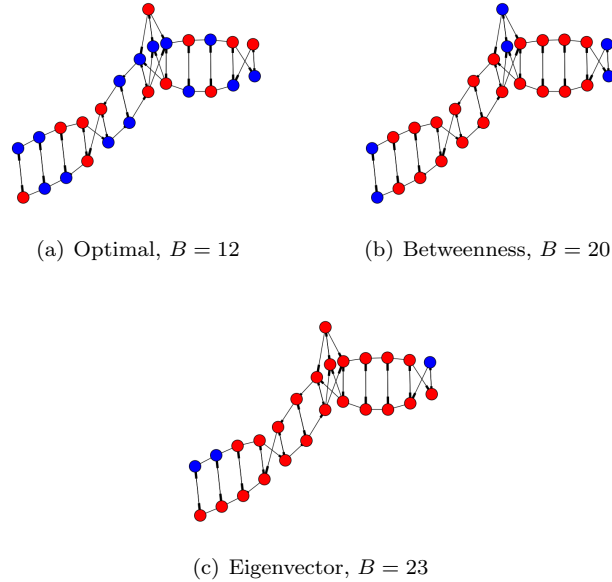 (a) Optimal, B = 12
(b) Betweenness, B = 20
(c) Eigenvector, B = 23